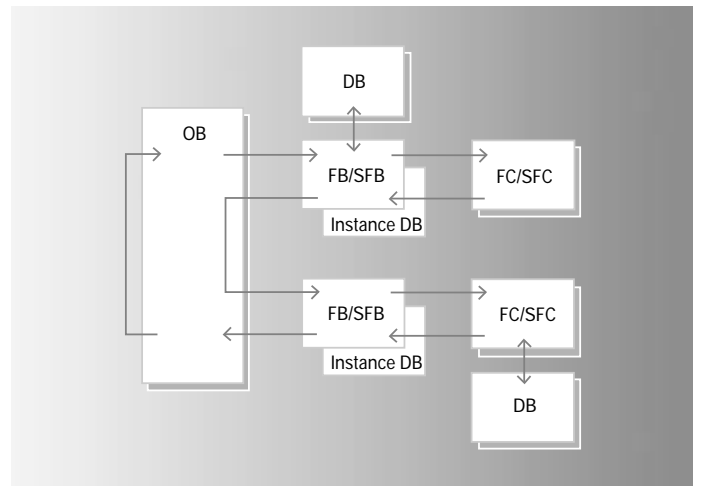 DB
OB
FB/SFB
FC/SFC
Instance DB
FB/SFB
FC/SFC
Instance DB
DB